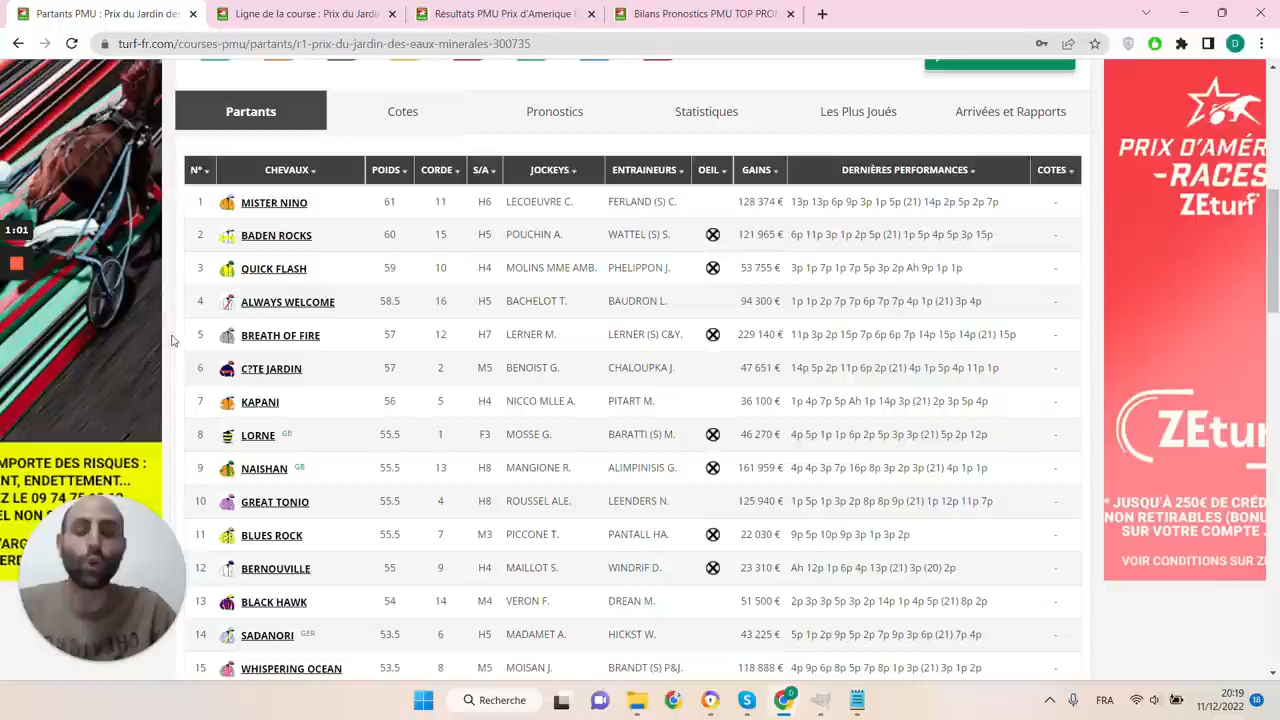 Prix du Jardin des E
Ligne de forme : Prix du Jardin d
Résultats PMU Prix d'Amerique
Bilan Pronostics PMU TOP PRO
turf-fr.com/courses-pmu/partants/r1-prix-du-jardin-des-eaux-minerales-300735
Partants Cotes Pronostics Statistiques Les Plus Joués Arrivées et Rapports
N° CHEVAUX POIDS CORDE S/A JOCKEYS ENTRAINEURS OEIL GAINS DERNIÈRES PERFORMANCES COTES
1 MISTER NINO 61 11 H6 LECOEUVRE C. FERLAND (S) C. 128 374 € 13p 13p 6p 9p 3p 1p 5p (21) 14p 2p 5p 2p 7p -
2 BADEN ROCKS 60 15 H5 POUCHIN A. WATTEL (S) S. 121 965 € 6p 11p 3p 1p 2p 5p (21) 1p 5p 4p 5p 3p 15p -
3 QUICK FLASH 59 10 H4 MOLINS MME AMB. PHELIPPON J. 53 755 € 3p 1p 7p 1p 7p 5p 3p 2p Ah 9p 1p 1p -
4 ALWAYS WELCOME 58.5 16 H5 BACHELOT T. BAUDRON L. 94 300 € 1p 1p 2p 7p 7p 6p 7p 7p 4p 1p (21) 3p 4p -
5 BREATH OF FIRE 57 12 H7 LERNER M. LERNER (S) C&Y. 229 140 € 11p 3p 2p 15p 7p 6p 6p 7p 14p 15p 14p (21) 15p -
6 C?TE JARDIN 57 2 M5 BENOIST G. CHALOUPKA J. 47 651 € 14p 5p 2p 11p 6p 2p (21) 4p 1p 5p 4p 11p 1p -
7 KAPANI 56 5 H4 NICCO MLLE A. PITART M. 36 100 € 1p 4p 7p 5p Ah 1p 14p 3p (21) 2p 3p 5p 4p -
8 LORNE GB 55.5 1 F3 MOSSE G. BARATTI (S) M. 46 270 € 4p 5p 1p 1p 6p 2p 5p 3p 3p (21) 5p 2p 12p -
9 NAISHAN GB 55.5 13 H8 MANGIONE R. ALIMPINISIS G. 161 959 € 4p 4p 3p 7p 16p 8p 3p 2p 3p (21) 4p 1p 1p -
10 GREAT TONIO 55.5 4 H8 ROUSSEL ALE. LEENDERS N. 125 940 € 1p 5p 1p 3p 2p 8p 8p 9p (21) 1p 12p 11p 7p -
11 BLUES ROCK 55.5 7 M3 PICCONE T. PANTALL HA. 22 030 € 9p 5p 10p 9p 3p 1p 3p 2p -
12 BERNOUVILLE 55 9 H4 MAILLOT S. WINDRIF D. 23 310 € Ah 12p 1p 6p 4p 13p (21) 3p (20) 2p -
13 BLACK HAWK 54 14 M4 VERON F. DREAN M. 51 500 € 2p 3p 3p 5p 3p 2p 14p 1p 4p 5p (21) 8p 2p -
14 SADANORI GER 53.5 6 H5 MADAMET A. HICKST W. 43 225 € 5p 1p 2p 9p 5p 2p 7p 9p 3p 6p (21) 7p 4p -
15 WHISPERING OCEAN 53.5 8 M5 MOISAN J. BRANDT (S) P&J. 118 888 € 4p 9p 6p 8p 5p 7p 8p 1p 3p (21) 3p 1p 2p -
1:01
MPORTE DES RISQUES :
NT, ENDETTEMENT...
PRIX D'AMÉR
-RACES
ZEturf
ZEtur
* JUSQU'À 250€ DE CRÉD
NON RETIRABLES (BONU
SUR VOTRE COMPTE
VOIR CONDITIONS SUR ZE
Recherche
FRA
20:19
11/12/2022
18